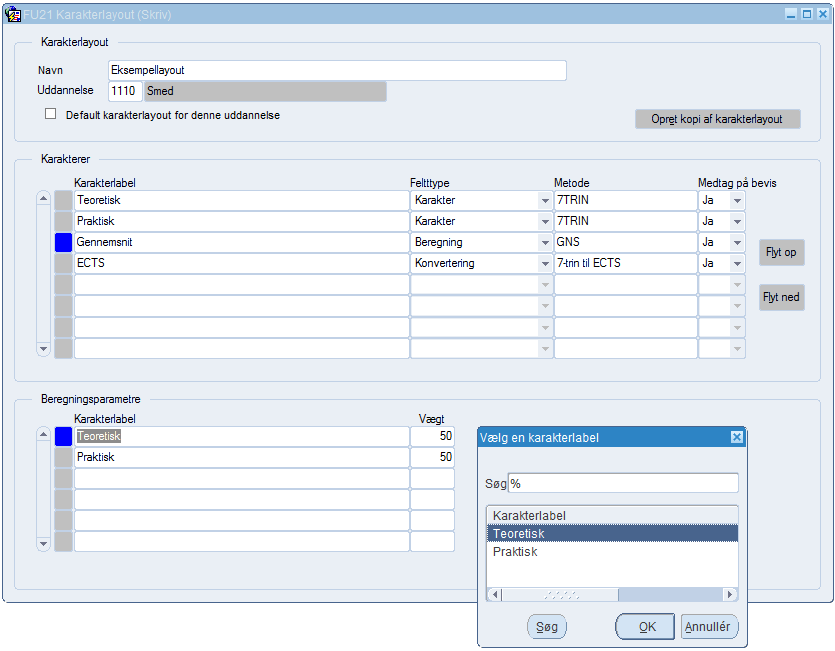 FU21 Karakterlayout (Skriv)
Karakterlayout
Navn Eksempellayout
Uddannelse 1110 Smed
Default karakterlayout for denne uddannelse
Opret kopi af karakterlayout
Karakterer
Karakterlabel Felttype Metode Medtag på bevis
Teoretisk Karakter 7TRIN Ja
Praktisk Karakter 7TRIN Ja
Gennemsnit Beregning GNS Ja
ECTS Konvertering 7-trin til ECTS Ja
Flyt op
Flyt ned
Beregningsparametre
Karakterlabel Vægt
Teoretisk 50
Praktisk 50
Vælg en karakterlabel
Søg %
Karakterlabel
Teoretisk
Praktisk
Søg OK Annullér